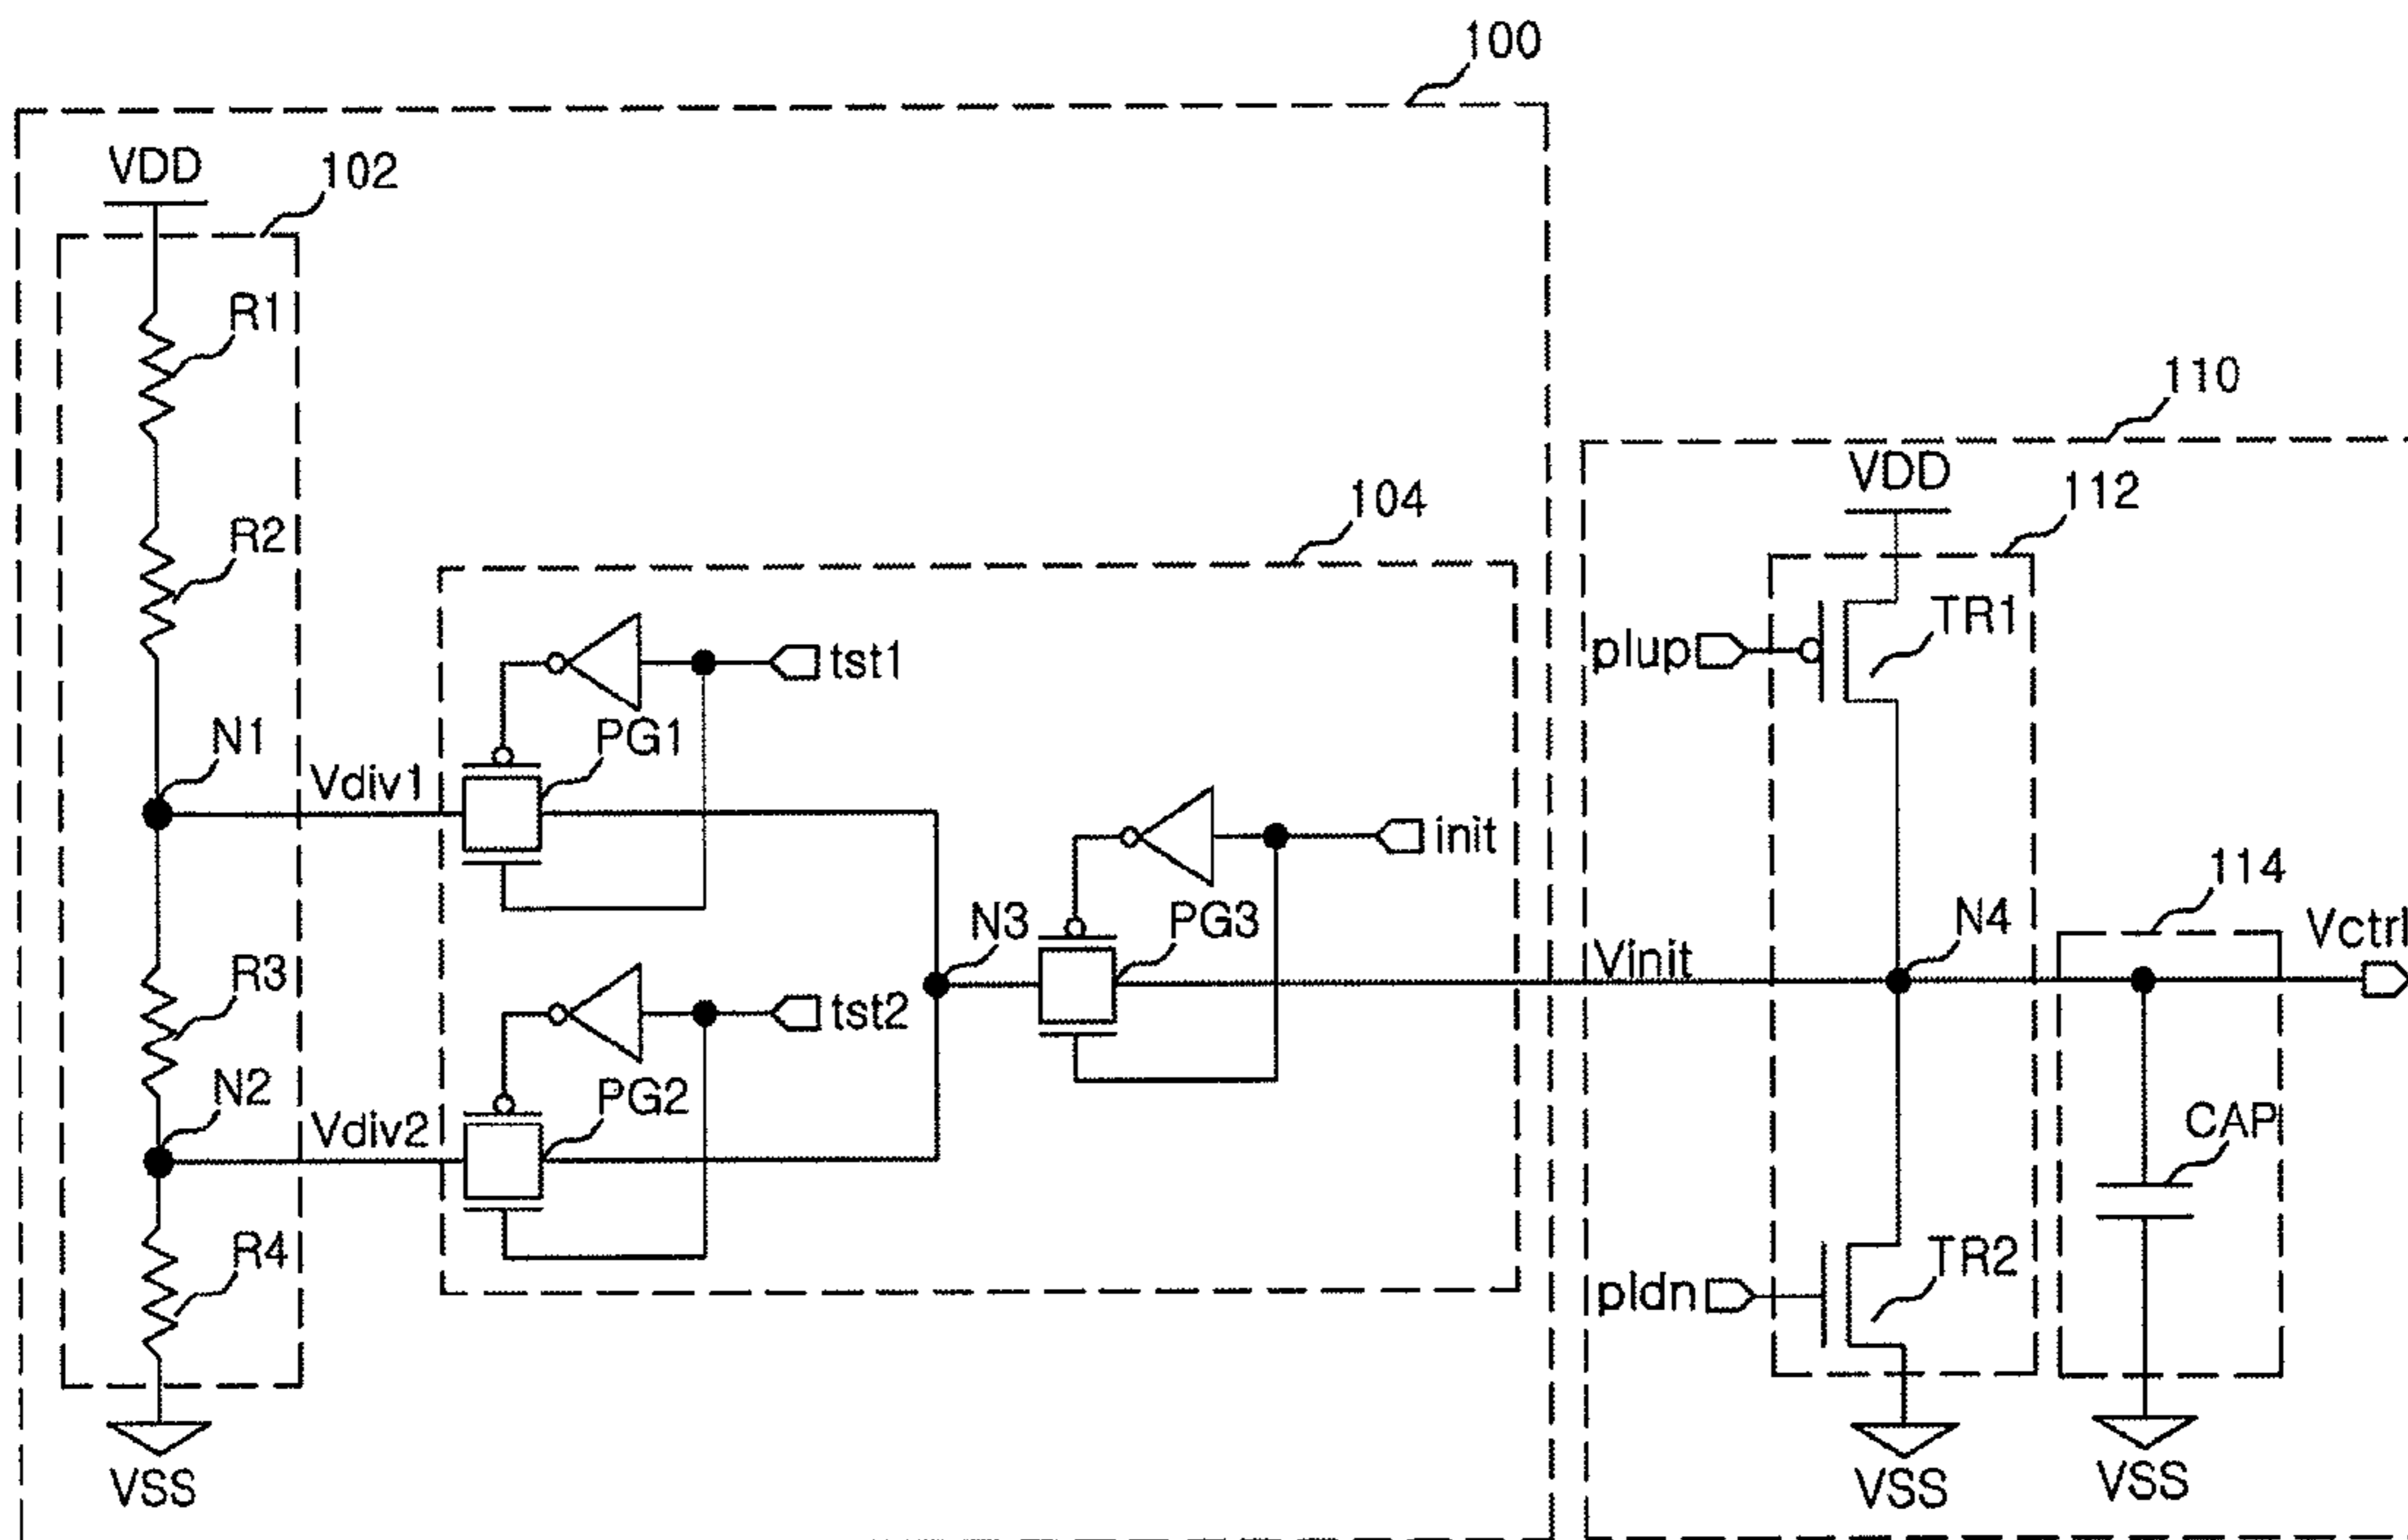 100
VDD
102
R1
110
VDD
112
104
R2
TR1
plup
tst1
N1
PG1
Vdiv1
init
114
N3
PG3
N4
Vctrl
Vinit
R3
tst2
N2
PG2
Vdiv2
CAP
R4
TR2
pldn
VSS
VSS
VSS